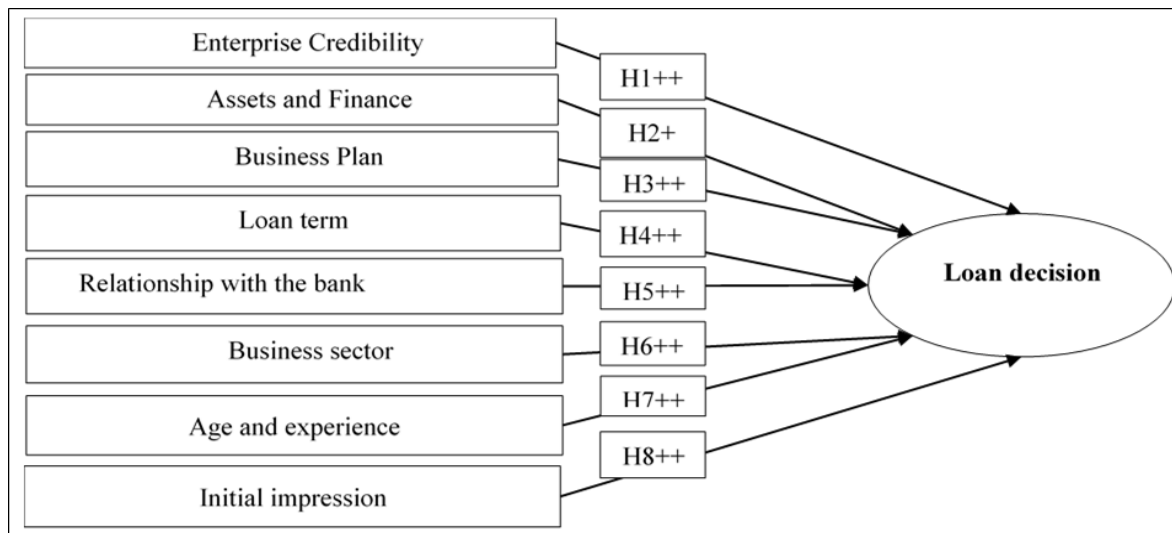 Enterprise Credibility
H1++
Assets and Finance
H2+
Business Plan
H3++
Loan term
H4++
Relationship with the bank
H5++
Business sector
H6++
Age and experience
H7++
Initial impression
H8++
Loan decision